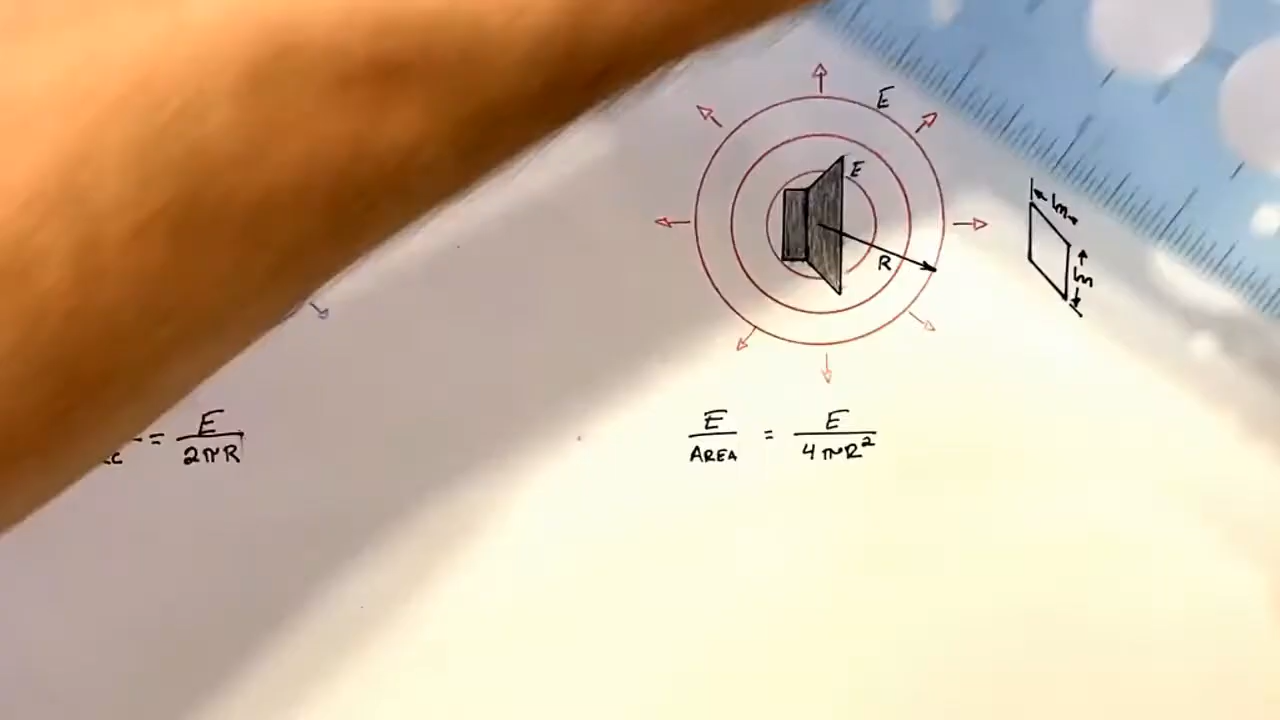 E
E
R
1m
1m
= E / 2πR
E / AREA = E / 4πR²